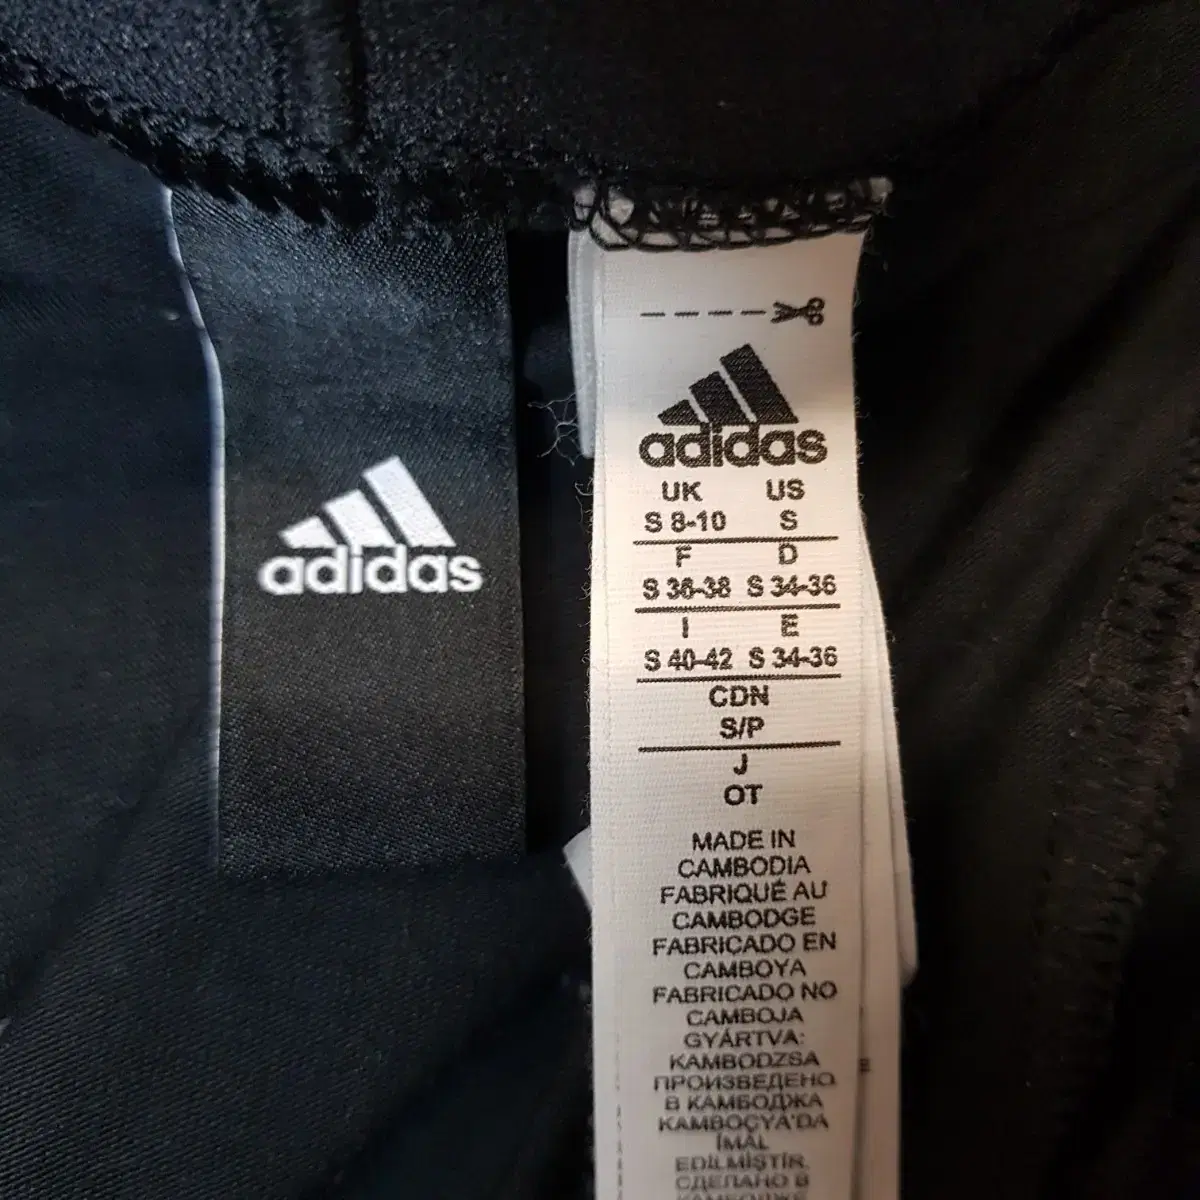 adidas
adidas
UK US
S 8-10 S
F D
S 36-38 S 34-36
I E
S 40-42 S 34-36
CDN
S/P
J
OT
MADE IN
CAMBODIA
FABRIQUÉ AU
CAMBODGE
FABRICADO EN
CAMBOYA
FABRICADO NO
CAMBOJA
GYÁRTVA:
KAMBODZSA
ПРОИЗВЕДЕНО
В КАМБОДЖА
KAMBOÇYA'DA
İMAL
EDİLMİŞTİR.
СДЕЛАНО В